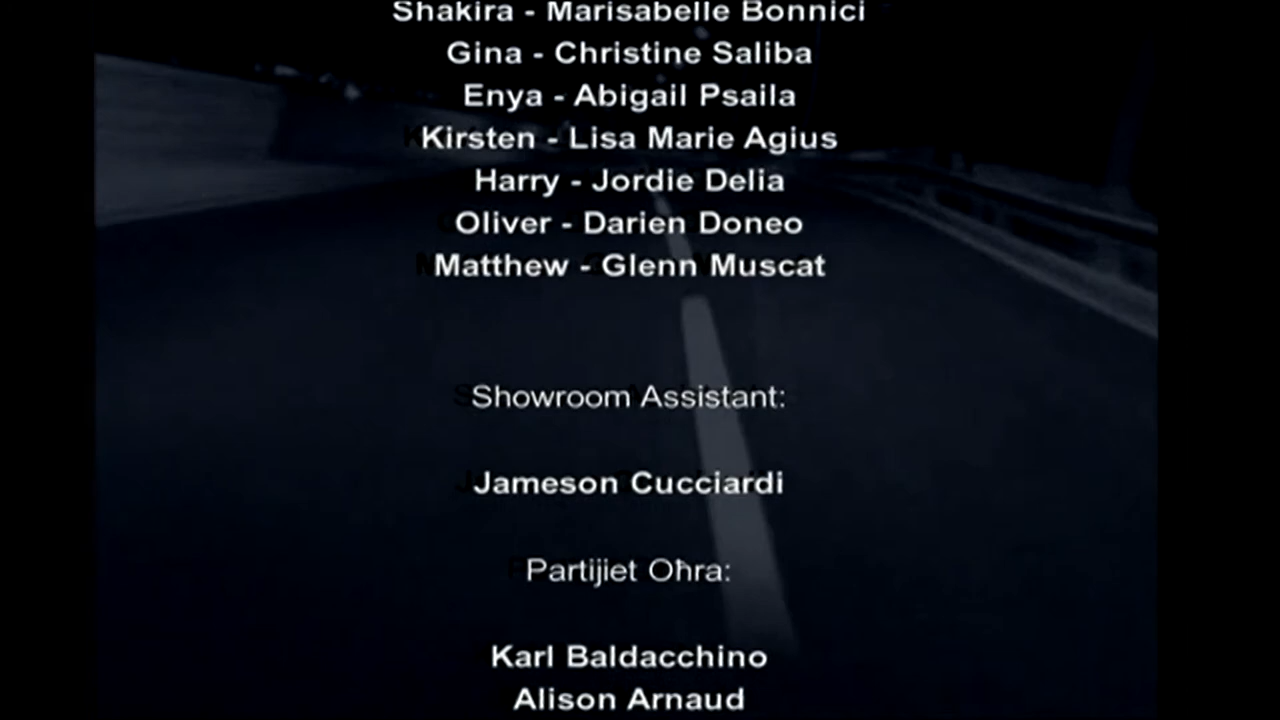 Shakira - Marisabelle Bonnici
Gina - Christine Saliba
Enya - Abigail Psaila
Kirsten - Lisa Marie Agius
Harry - Jordie Delia
Oliver - Darien Doneo
Matthew - Glenn Muscat
Showroom Assistant:
Jameson Cucciardi
Partijiet Oħra:
Karl Baldacchino
Alison Arnaud